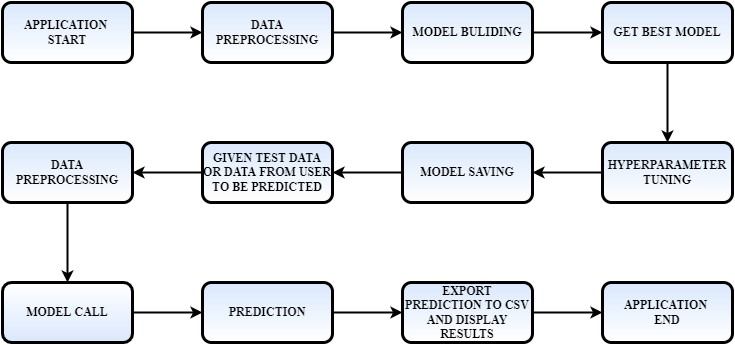 APPLICATION
START
DATA
PREPROCESSING
MODEL BULIDING
GET BEST MODEL
DATA
PREPROCESSING
GIVEN TEST DATA
OR DATA FROM USER
TO BE PREDICTED
MODEL SAVING
HYPERPARAMETER
TUNING
MODEL CALL
PREDICTION
EXPORT
PREDICTION TO CSV
AND DISPLAY
RESULTS
APPLICATION
END